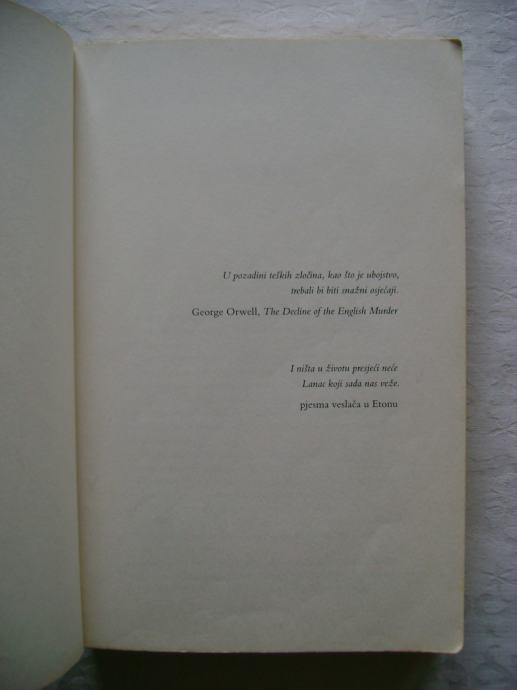 U pozadini teških zločina, kao što je ubojstvo,
trebali bi biti snažni osjećaji.
George Orwell, The Decline of the English Murder
I ništa u životu presjeći neće
Lanac koji sada nas veže.
pjesma veslača u Etonu